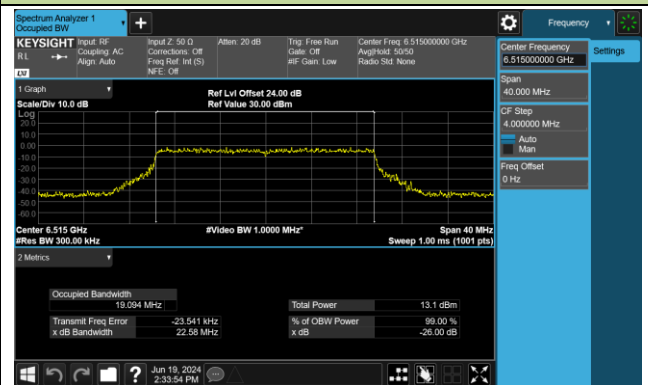 Spectrum Analyzer 1
Occupied BW
+
Frequency
KEYSIGHT
RL
Input: RF
Coupling: AC
Align: Auto
Input Z: 50 Ω
Corrections: Off
Freq Ref: Int (S)
NFE: Off
Atten: 20 dB
Trig: Free Run
Gate: Off
#IF Gain: Low
Center Freq: 6.515000000 GHz
Avg|Hold: 50/50
Radio Std: None
Center Frequency
6.515000000 GHz
Settings
Span
40.000 MHz
CF Step
4.000000 MHz
Auto
Man
Freq Offset
0 Hz
1 Graph
Scale/Div 10.0 dB
Ref Lvl Offset 24.00 dB
Ref Value 30.00 dBm
Log
20.0
10.0
0.00
-10.0
-20.0
-30.0
-40.0
-50.0
-60.0
Center 6.515 GHz
#Video BW 1.0000 MHz*
Span 40 MHz
#Res BW 300.00 kHz
Sweep 1.00 ms (1001 pts)
2 Metrics
Occupied Bandwidth
19.094 MHz
Total Power
13.1 dBm
Transmit Freq Error
-23.541 kHz
% of OBW Power
99.00 %
x dB Bandwidth
22.58 MHz
x dB
-26.00 dB
?
Jun 19, 2024
2:33:54 PM